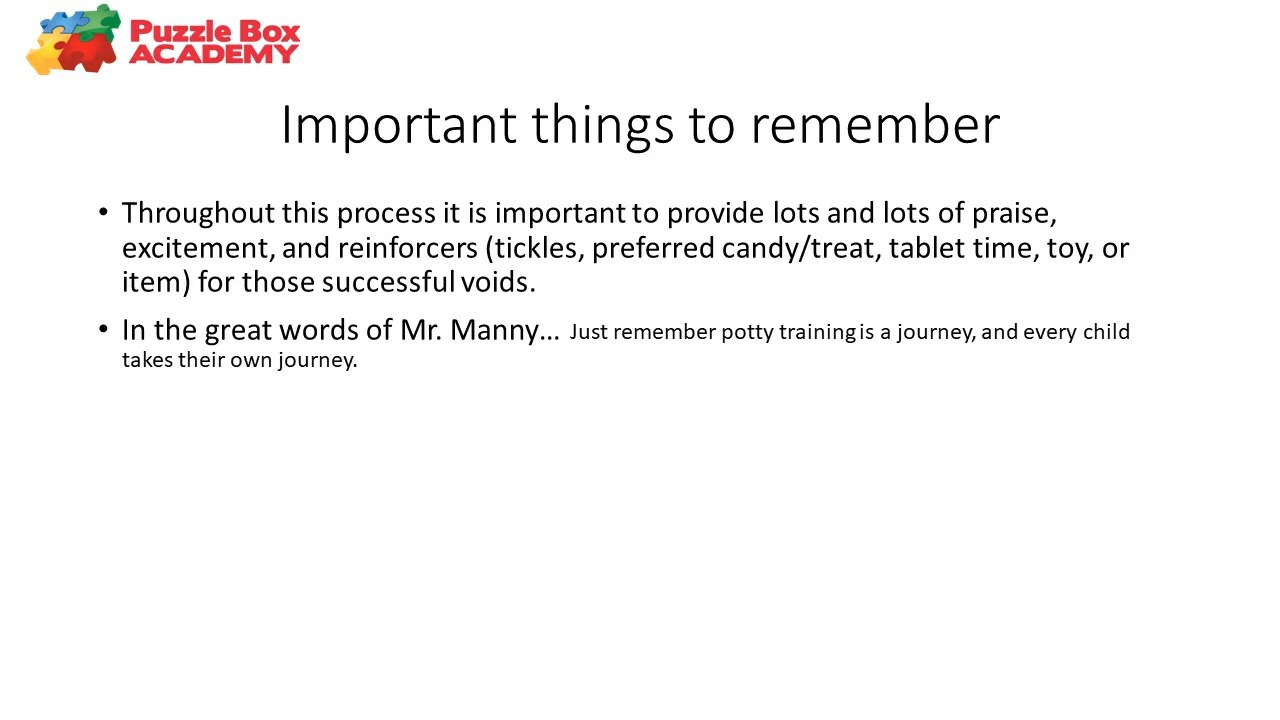 Puzzle Box
ACADEMY
Important things to remember
• Throughout this process it is important to provide lots and lots of praise,
excitement, and reinforcers (tickles, preferred candy/treat, tablet time, toy, or
item) for those successful voids.
• In the great words of Mr. Manny... Just remember potty training is a journey, and every child
takes their own journey.